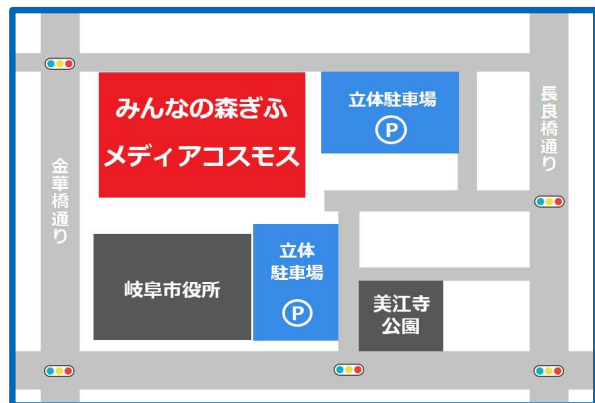 みんなの森ぎふ
メディアコスモス
立体駐車場
P
長良橋通り
金華橋通り
岐阜市役所
立体
駐車場
P
美江寺
公園